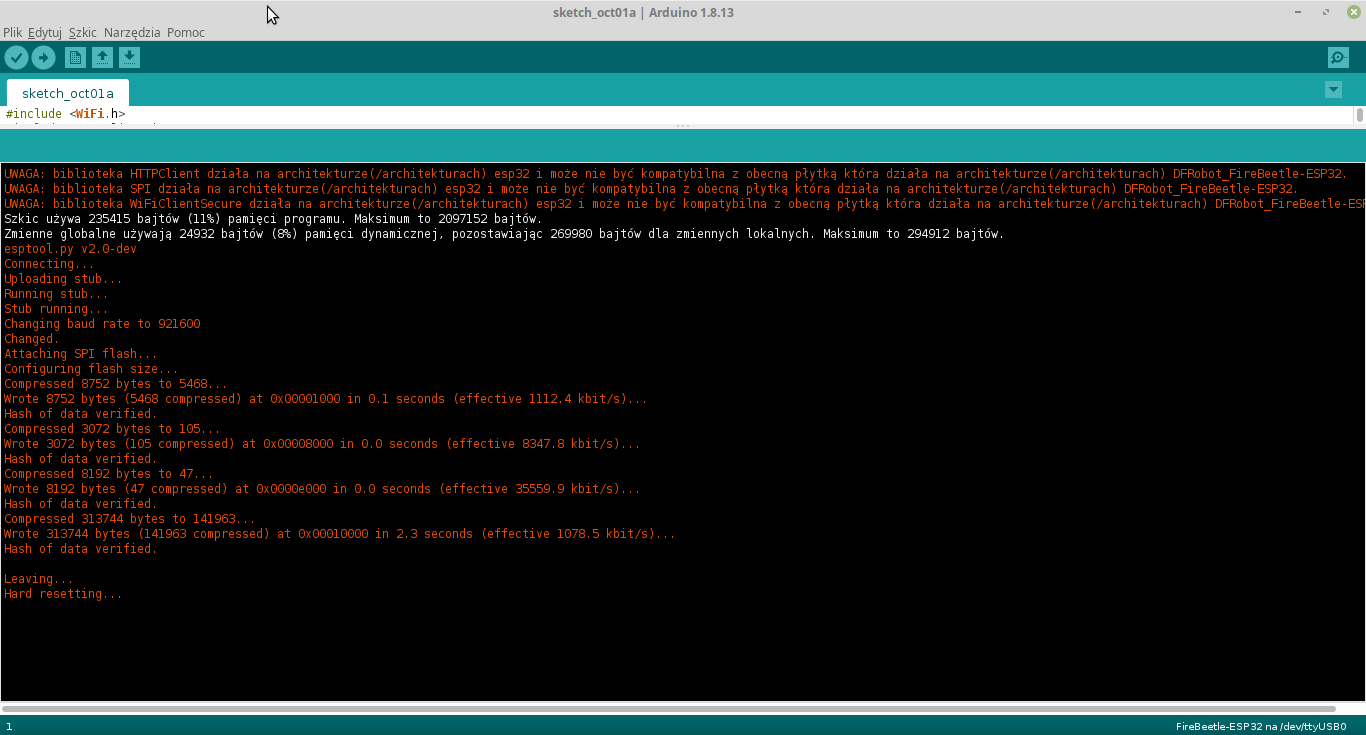 sketch_oct01a | Arduino 1.8.13
Plik Edytuj Szkic Narzędzia Pomoc
sketch_oct01a
#include <WiFi.h>
UWAGA: biblioteka HTTPClient działa na architekturze(/architekturach) esp32 i może nie być kompatybilna z obecną płytką która działa na architekturze(/architekturach) DFRobot_FireBeetle-ESP32.
UWAGA: biblioteka SPI działa na architekturze(/architekturach) esp32 i może nie być kompatybilna z obecną płytką która działa na architekturze(/architekturach) DFRobot_FireBeetle-ESP32.
UWAGA: biblioteka WiFiClientSecure działa na architekturze(/architekturach) esp32 i może nie być kompatybilna z obecną płytką która działa na architekturze(/architekturach) DFRobot_FireBeetle-ESP
Szkic używa 235415 bajtów (11%) pamięci programu. Maksimum to 2097152 bajtów.
Zmienne globalne używają 24932 bajtów (8%) pamięci dynamicznej, pozostawiając 269980 bajtów dla zmiennych lokalnych. Maksimum to 294912 bajtów.
esptool.py v2.0-dev
Connecting...
Uploading stub...
Running stub...
Stub running...
Changing baud rate to 921600
Changed.
Attaching SPI flash...
Configuring flash size...
Compressed 8752 bytes to 5468...
Wrote 8752 bytes (5468 compressed) at 0x00001000 in 0.1 seconds (effective 1112.4 kbit/s)...
Hash of data verified.
Compressed 3072 bytes to 105...
Wrote 3072 bytes (105 compressed) at 0x00008000 in 0.0 seconds (effective 8347.8 kbit/s)...
Hash of data verified.
Compressed 8192 bytes to 47...
Wrote 8192 bytes (47 compressed) at 0x0000e000 in 0.0 seconds (effective 35559.9 kbit/s)...
Hash of data verified.
Compressed 313744 bytes to 141963...
Wrote 313744 bytes (141963 compressed) at 0x00010000 in 2.3 seconds (effective 1078.5 kbit/s)...
Hash of data verified.
Leaving...
Hard resetting...
1
FireBeetle-ESP32 na /dev/ttyUSB0